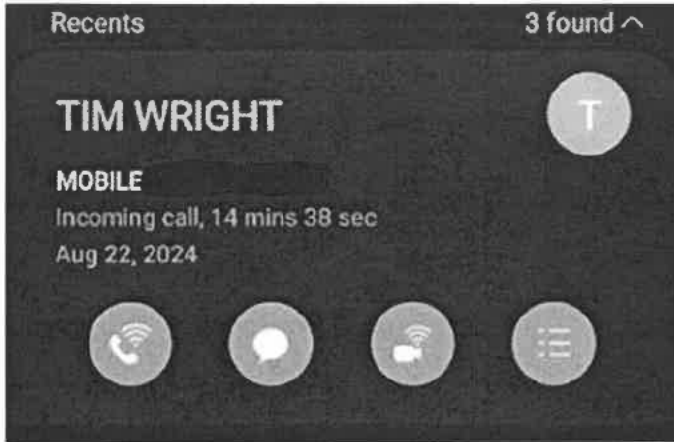 Recents
3 found
TIM WRIGHT
T
MOBILE
Incoming call, 14 mins 38 sec
Aug 22, 2024